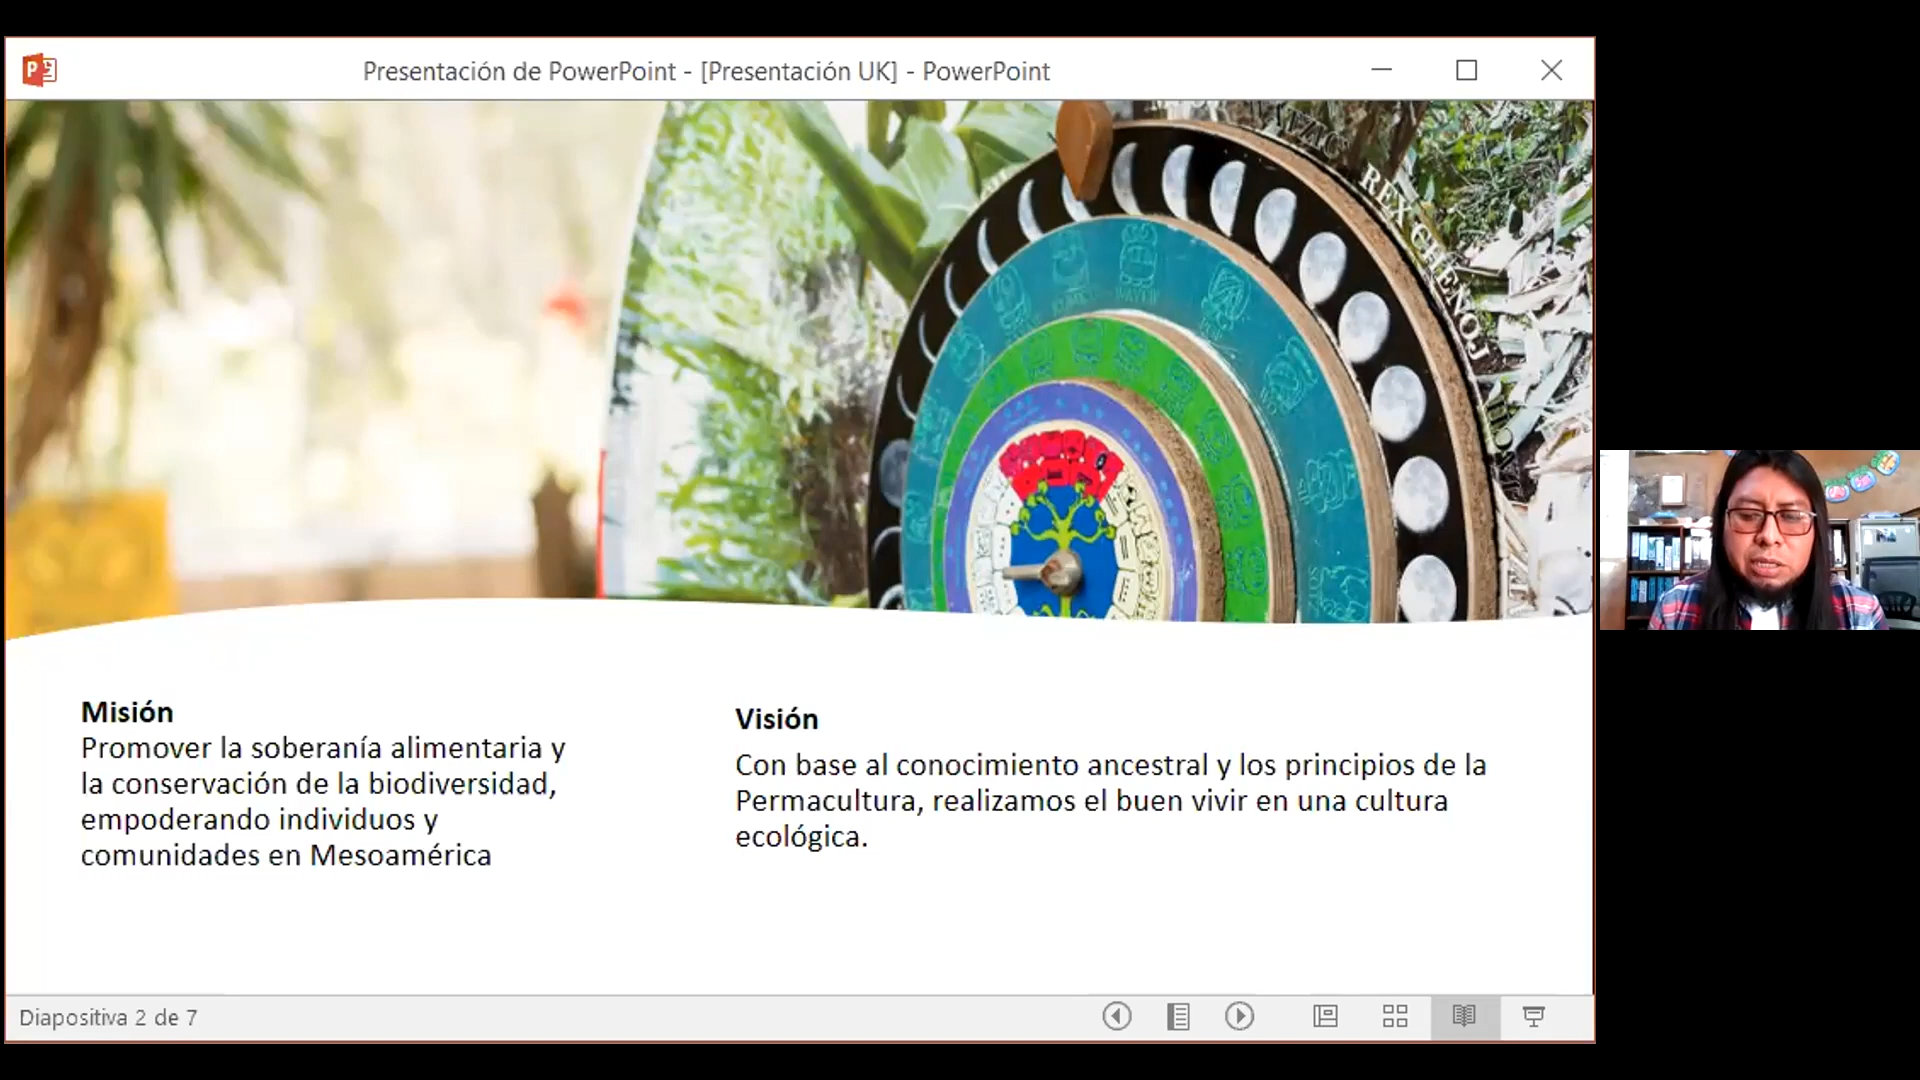 Presentación de PowerPoint - [Presentación UK] - PowerPoint
REX CHENOJ
Misión
Promover la soberanía alimentaria y
la conservación de la biodiversidad,
empoderando individuos y
comunidades en Mesoamérica
Visión
Con base al conocimiento ancestral y los principios de la
Permacultura, realizamos el buen vivir en una cultura
ecológica.
Diapositiva 2 de 7